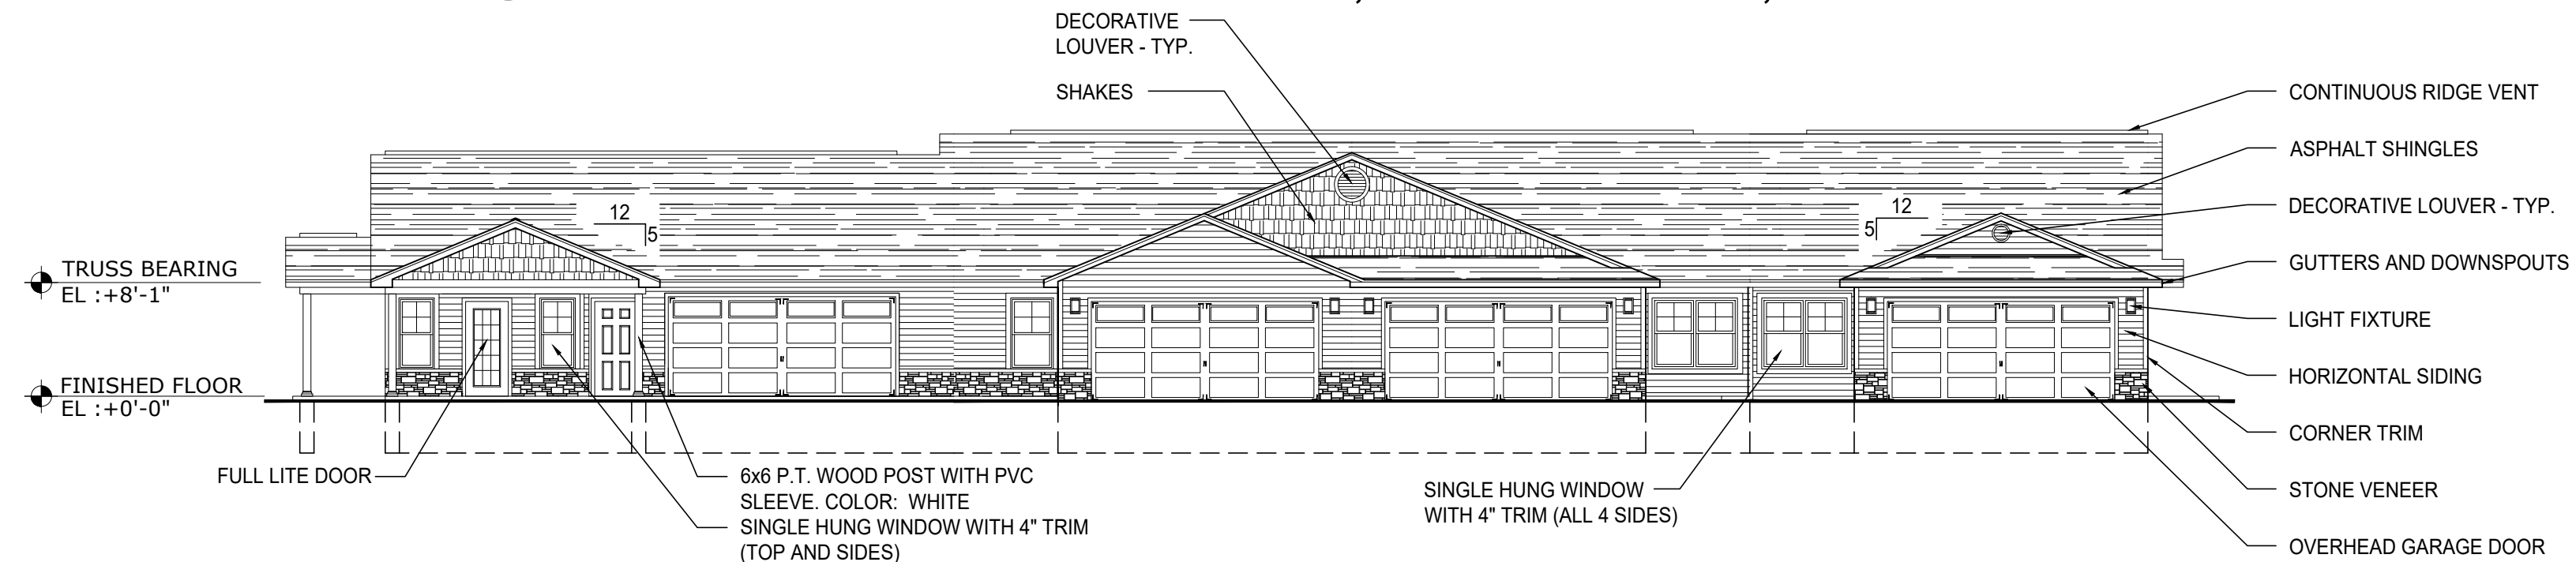 DECORATIVE
LOUVER - TYP.
SHAKES
CONTINUOUS RIDGE VENT
ASPHALT SHINGLES
DECORATIVE LOUVER - TYP.
GUTTERS AND DOWNSPOUTS
LIGHT FIXTURE
HORIZONTAL SIDING
CORNER TRIM
STONE VENEER
OVERHEAD GARAGE DOOR
12
5
12
5
TRUSS BEARING
EL :+8'-1"
FINISHED FLOOR
EL :+0'-0"
FULL LITE DOOR
6x6 P.T. WOOD POST WITH PVC
SLEEVE. COLOR: WHITE
SINGLE HUNG WINDOW WITH 4" TRIM
(TOP AND SIDES)
SINGLE HUNG WINDOW
WITH 4" TRIM (ALL 4 SIDES)